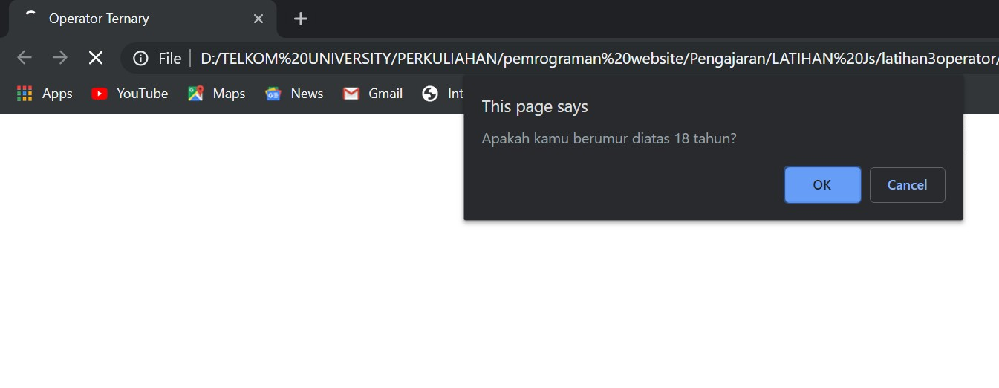 Operator Ternary
File D:/TELKOM%20UNIVERSITY/PERKULIAHAN/pemrograman%20website/Pengajaran/LATIHAN%20Js/latihan3operator/
Apps YouTube Maps News Gmail Int
This page says
Apakah kamu berumur diatas 18 tahun?
OK Cancel